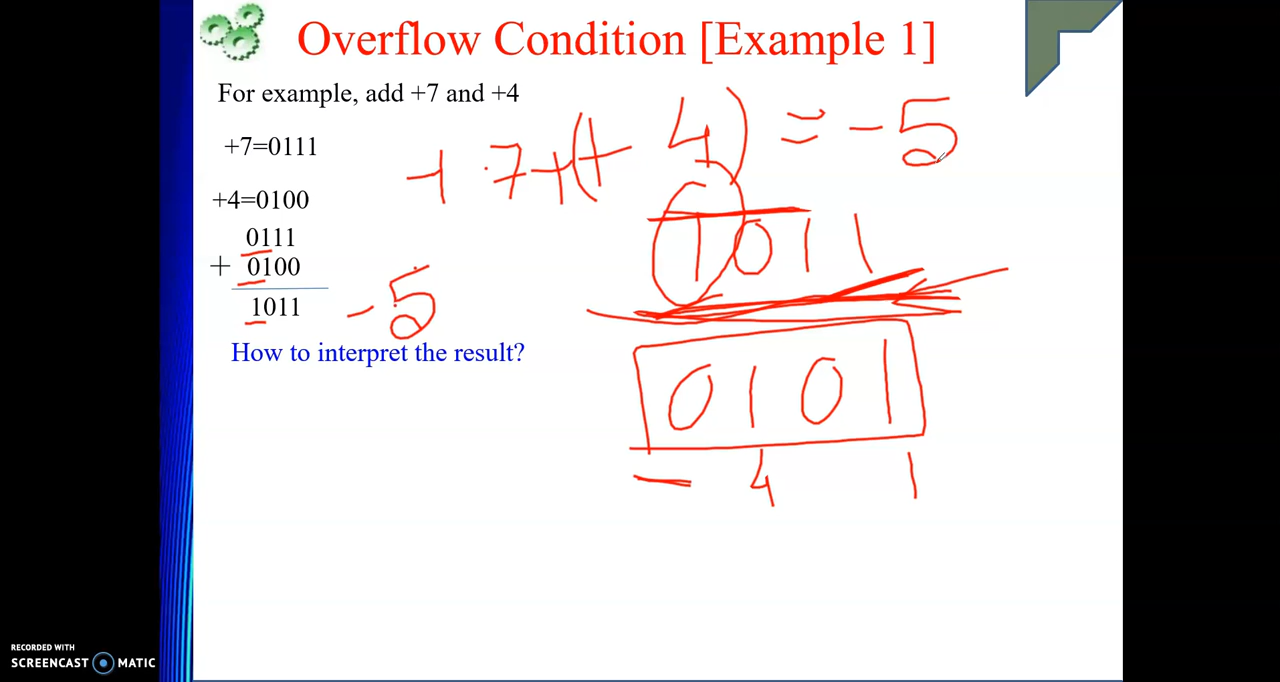 Overflow Condition [Example 1]
For example, add +7 and +4
+7=0111
+ 7+(+ 4) = -5
+4=0100
0111
+ 0100
1011
-5
1011
How to interpret the result?
0101
- 4 1
RECORDED WITH
SCREENCAST MATIC